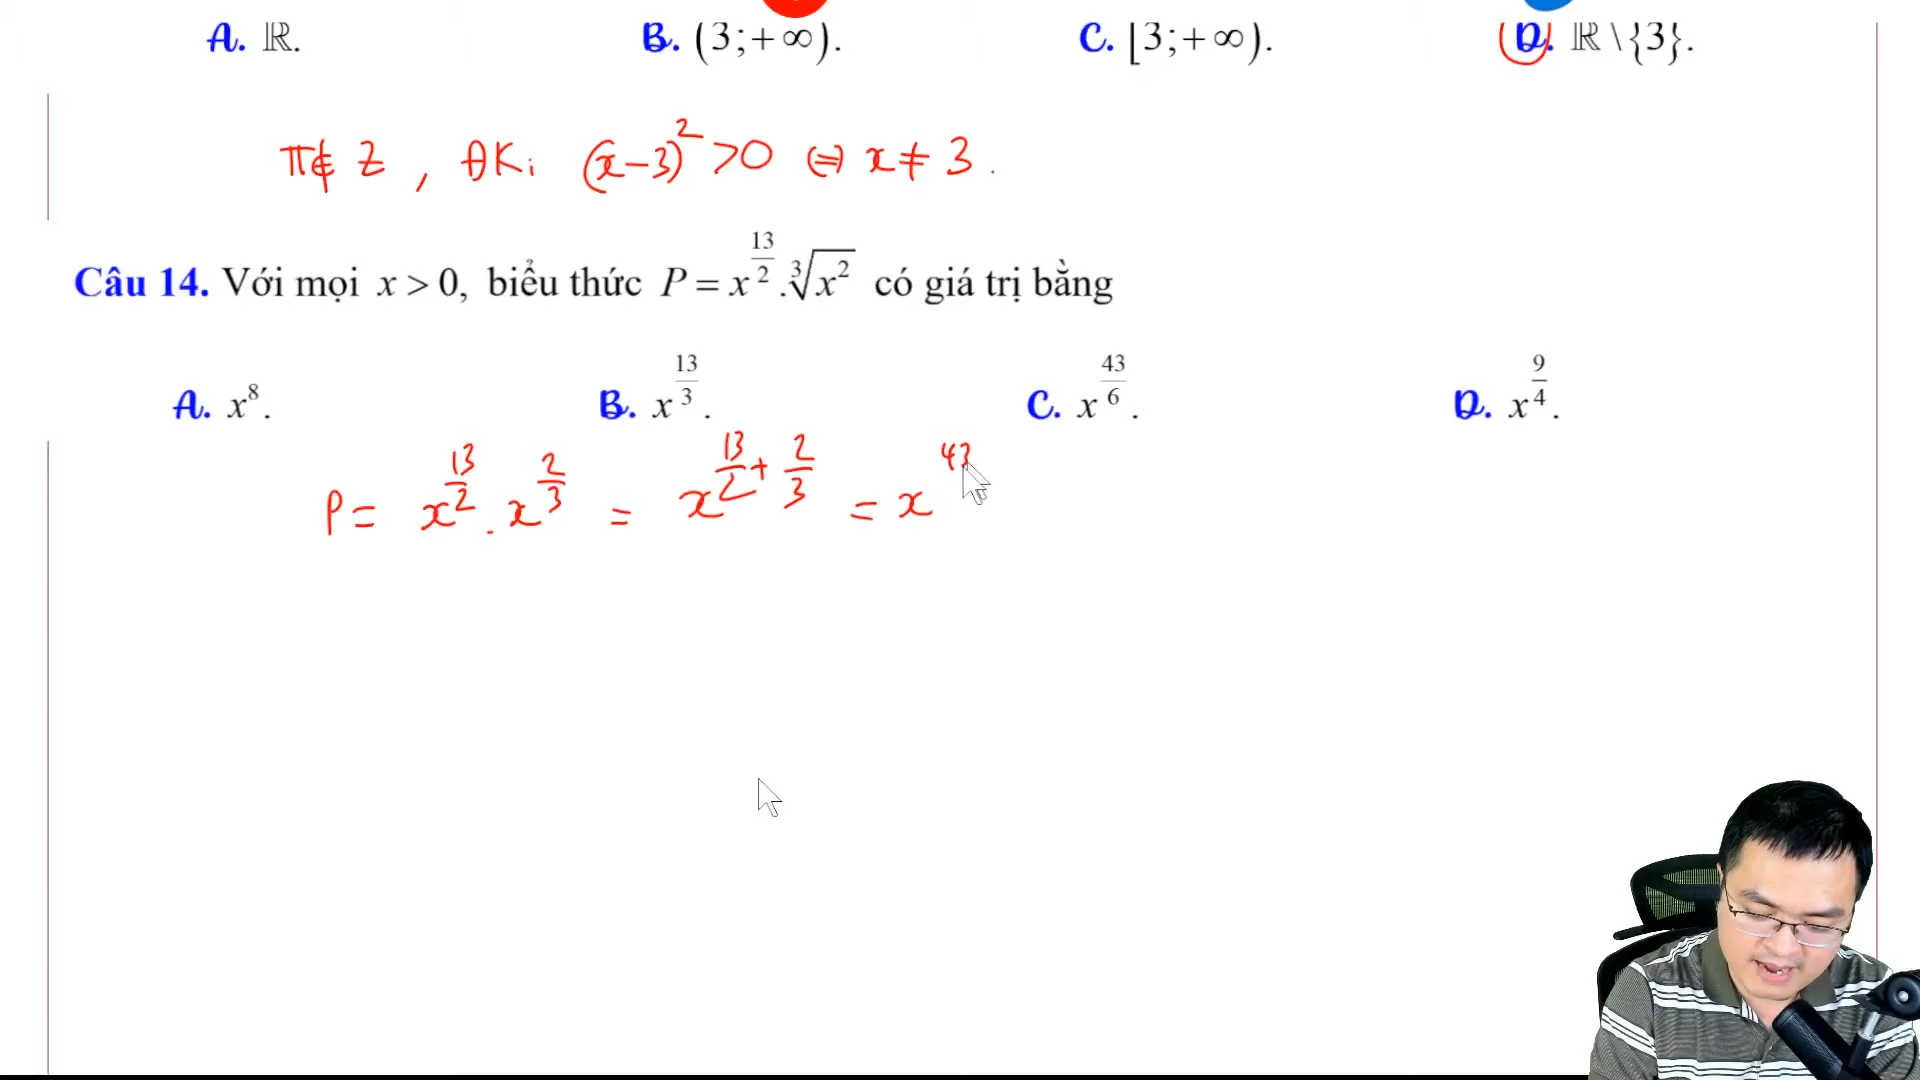 A. ℝ. B. (3;+∞). C. [3;+∞). D. ℝ\{3}.
π∉Z, ĐK: (x−3)²>0 ⇔ x≠3.
Câu 14. Với mọi x > 0, biểu thức P = x^(13/2).∛(x²) có giá trị bằng
A. x⁸. B. x^(13/3). C. x^(43/6). D. x^(9/4).
P = x^(13/2) . x^(2/3) = x^(13/2 + 2/3) = x^43